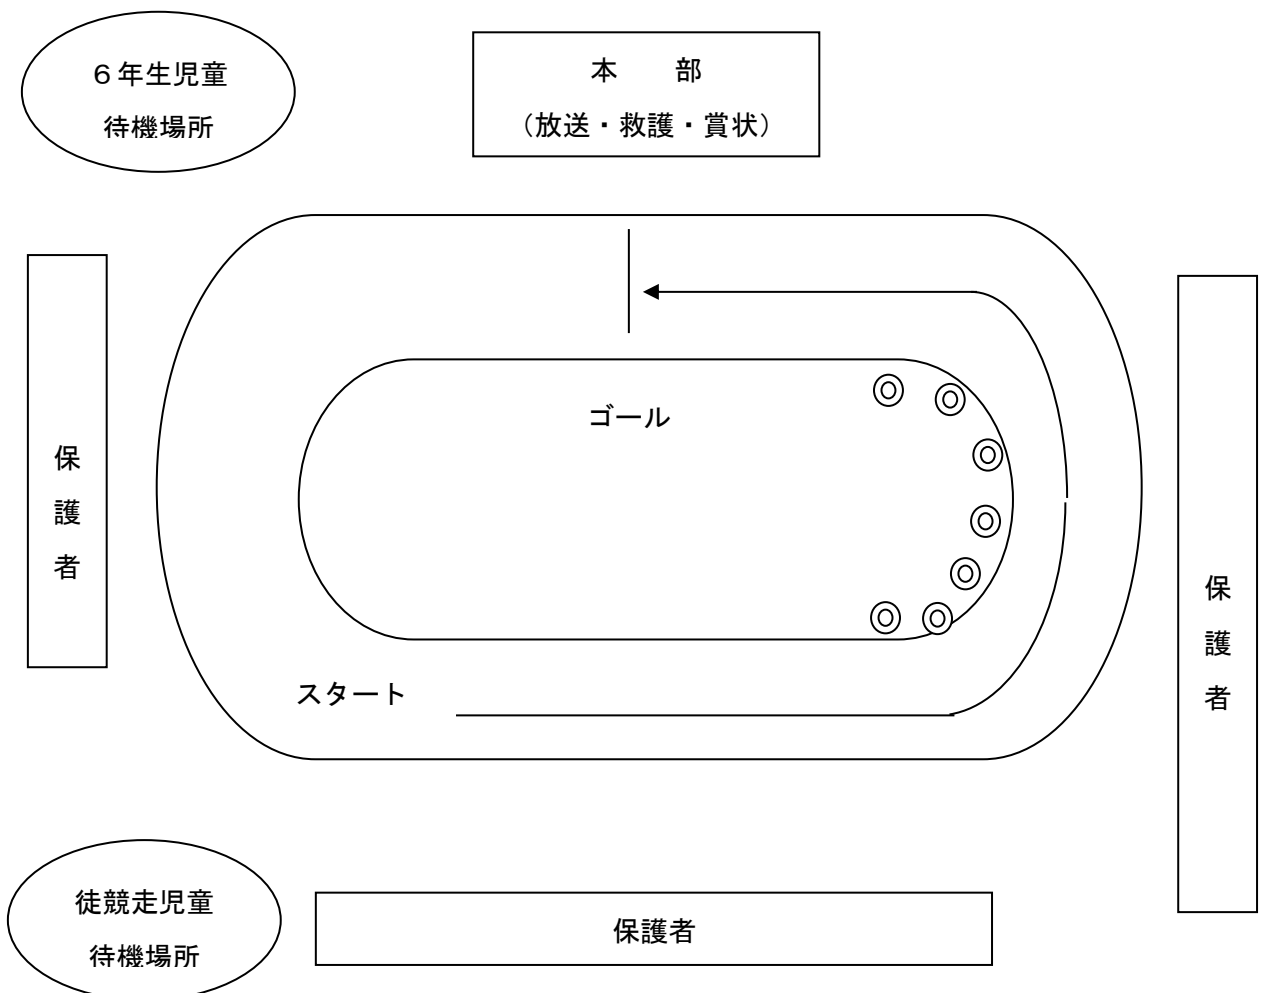 ６年生児童
待機場所
本　　部
（放送・救護・賞状）
ゴール
保護者
保護者
スタート
徒競走児童
待機場所
保護者